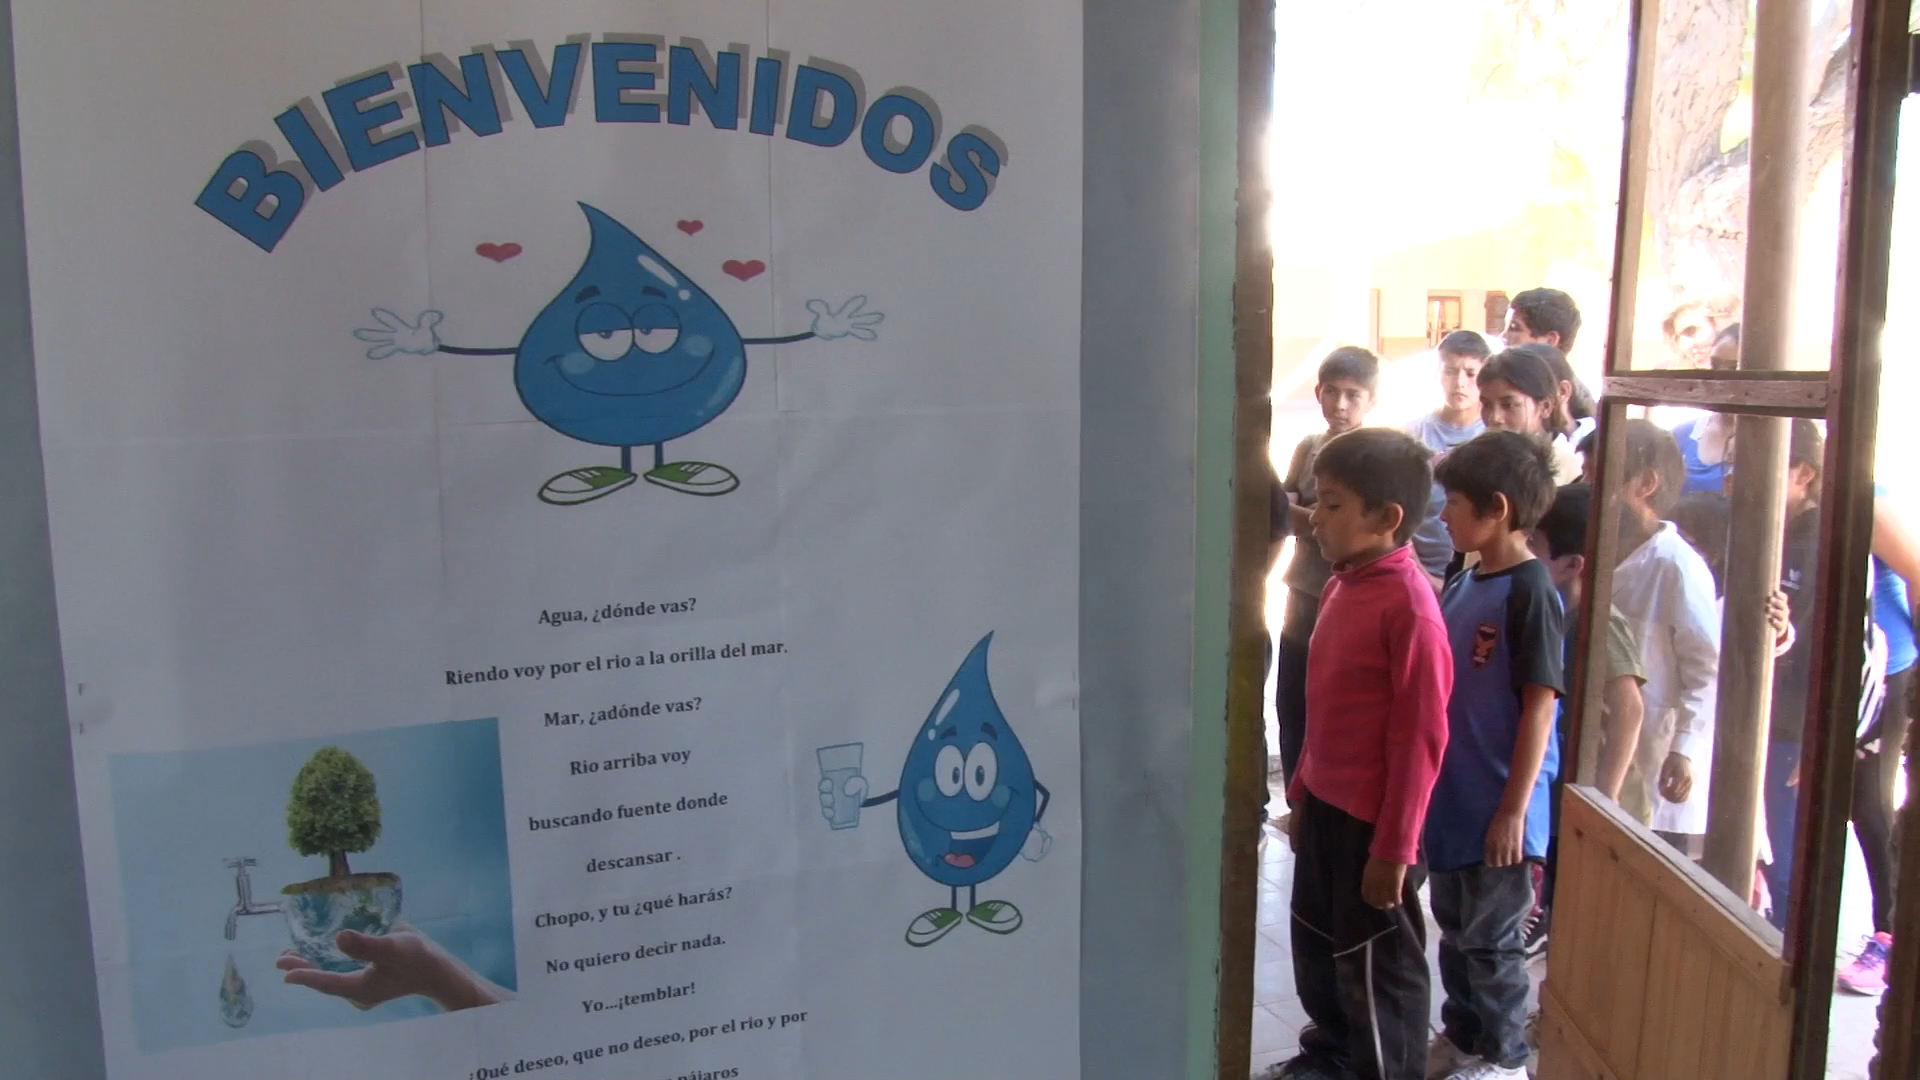 BIENVENIDOS
Agua, ¿dónde vas?
Riendo voy por el rio a la orilla del mar.
Mar, ¿adónde vas?
Rio arriba voy
buscando fuente donde
descansar .
Chopo, y tu ¿qué harás?
No quiero decir nada.
Yo...¡temblar!
¿Qué deseo, que no deseo, por el rio y por
pájaros